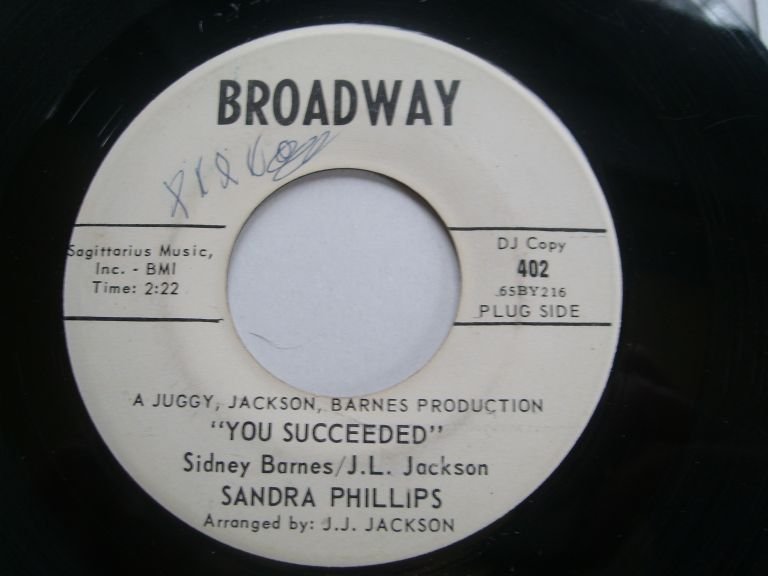 BROADWAY
Sagittarius Music,
Inc. - BMI
Time: 2:22
DJ Copy
402
65BY216
PLUG SIDE
A JUGGY, JACKSON, BARNES PRODUCTION
"YOU SUCCEEDED"
Sidney Barnes/J.L. Jackson
SANDRA PHILLIPS
Arranged by: J.J. JACKSON